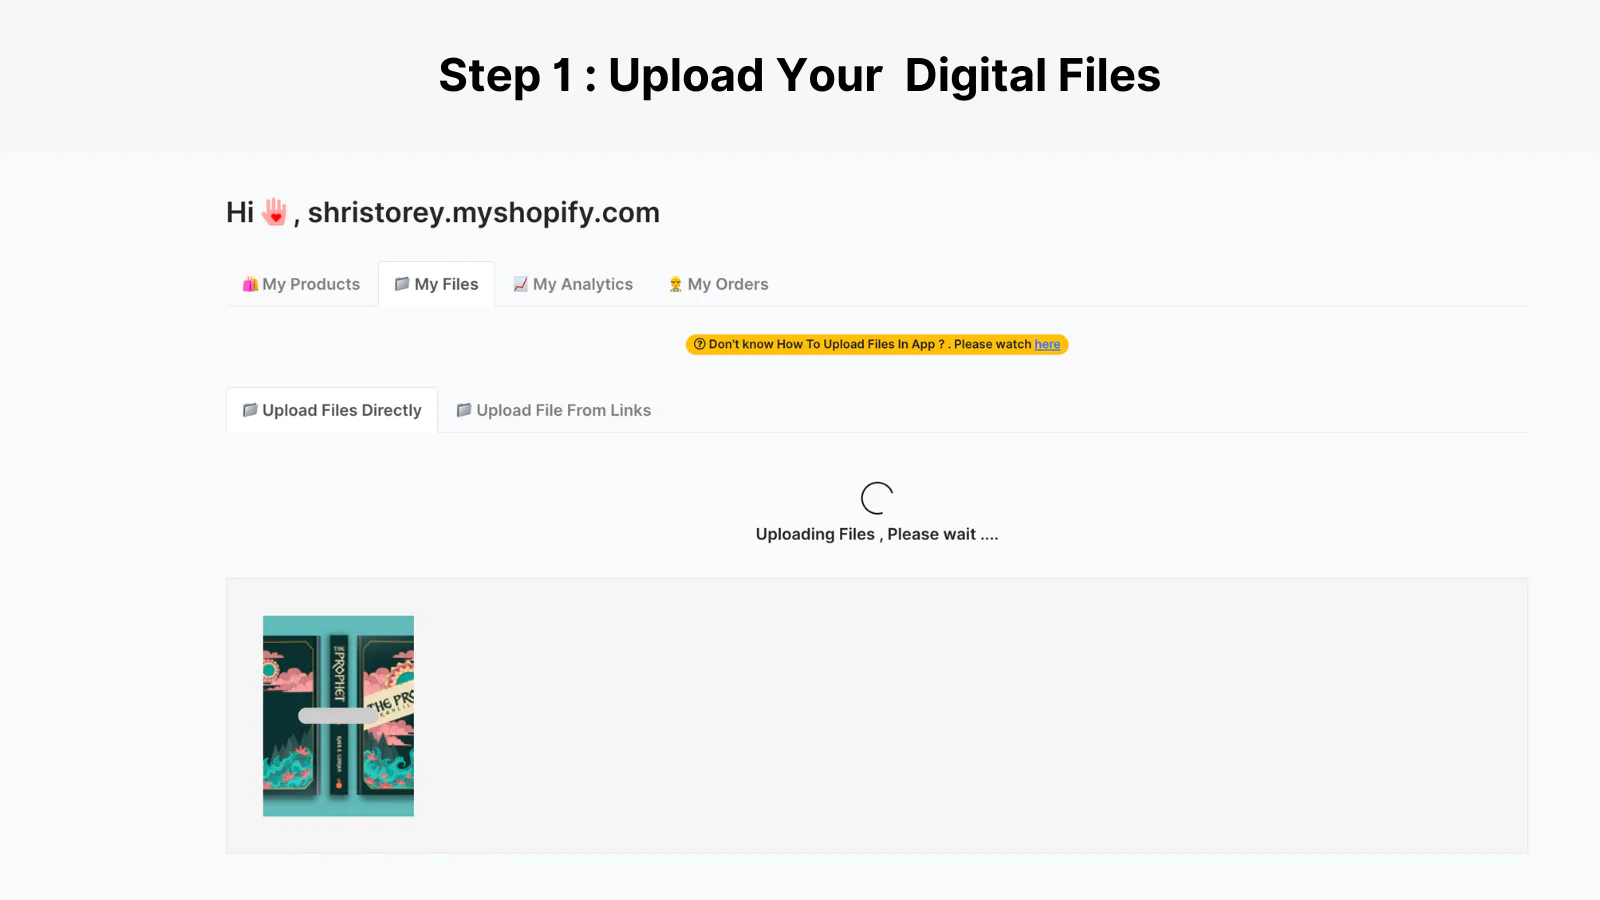 Step 1 : Upload Your Digital Files
Hi , shristorey.myshopify.com
My Products
My Files
My Analytics
My Orders
Don't know How To Upload Files In App ? . Please watch here
Upload Files Directly
Upload File From Links
Uploading Files , Please wait ....
THE
PROPHET
THE PRO